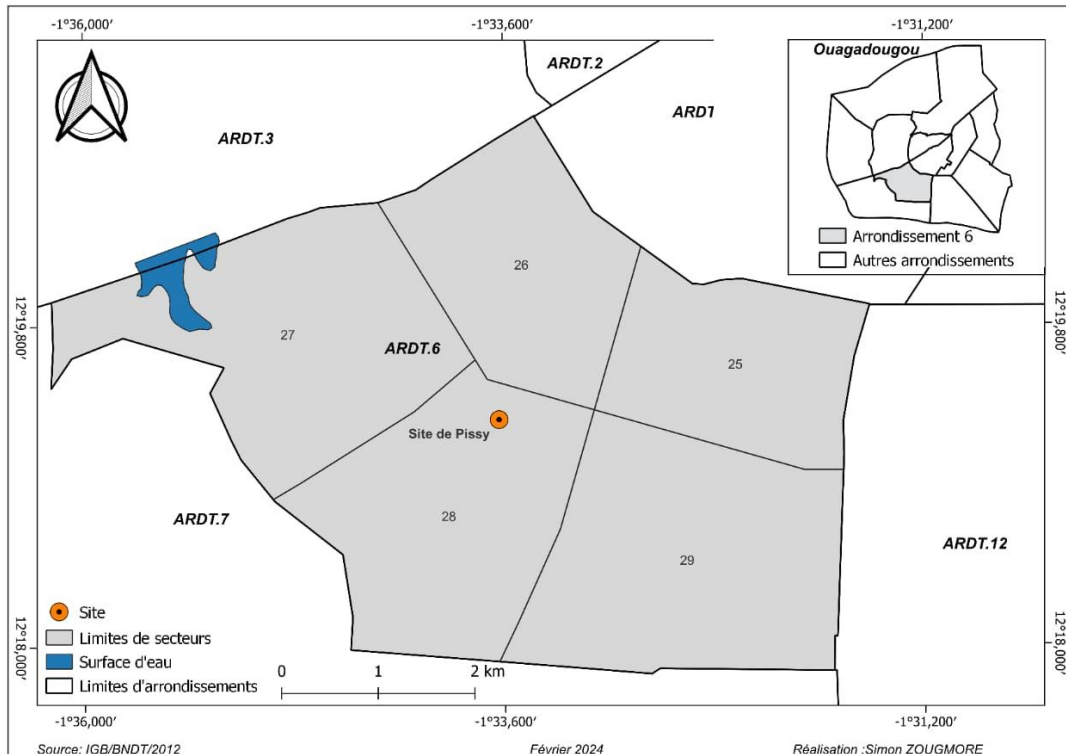 -1°36,000′
-1°33,600′
-1°31,200′
Ouagadougou
ARDT.2
ARDT
ARDT.3
Arrondissement 6
Autres arrondissements
26
12°19,800′
12°19,800′
27
ARDT.6
25
Site de Pissy
28
ARDT.7
29
ARDT.12
Site
Limites de secteurs
Surface d'eau
Limites d'arrondissements
0
1
2 km
12°18,000′
12°18,000′
-1°36,000′
-1°33,600′
-1°31,200′
Source: IGB/BNDT/2012
Février 2024
Réalisation :Simon ZOUGMORE